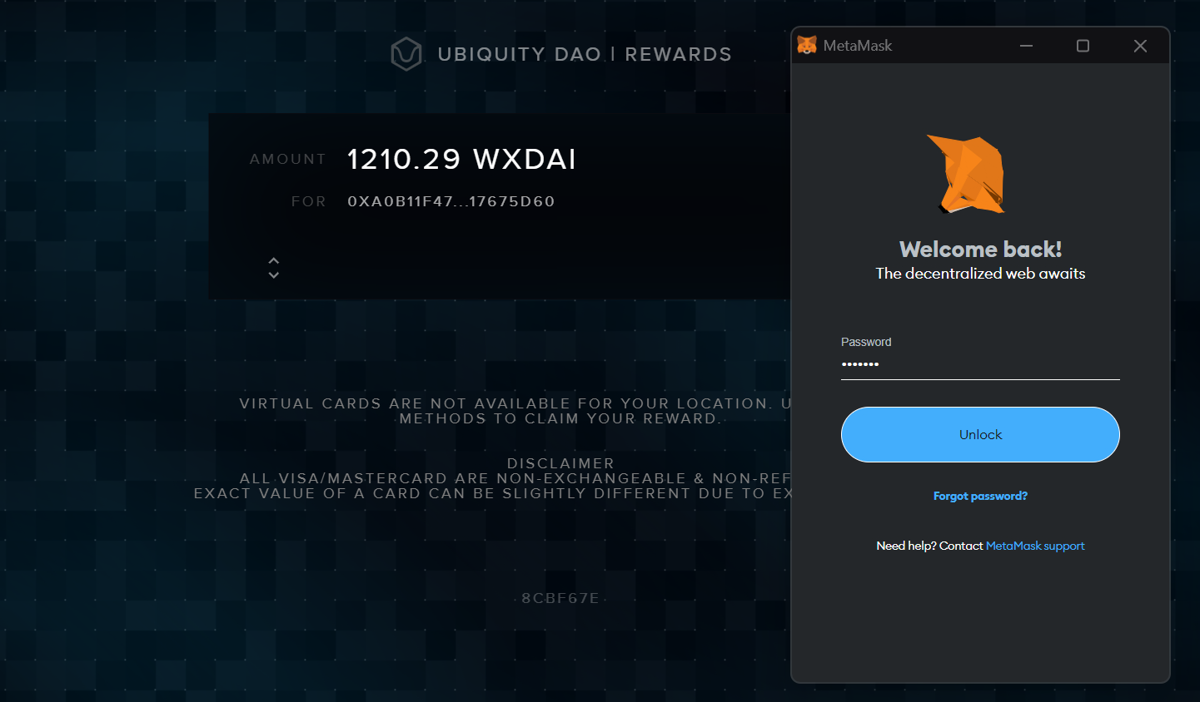 UBIQUITY DAO | REWARDS
AMOUNT 1210.29 WXDAI
FOR 0XA0B11F47...17675D60
VIRTUAL CARDS ARE NOT AVAILABLE FOR YOUR LOCATION. U
METHODS TO CLAIM YOUR REWARD.
DISCLAIMER
ALL VISA/MASTERCARD ARE NON-EXCHANGEABLE & NON-REF
EXACT VALUE OF A CARD CAN BE SLIGHTLY DIFFERENT DUE TO EX
8CBF67E
MetaMask
Welcome back!
The decentralized web awaits
Password
•••••••
Unlock
Forgot password?
Need help? Contact MetaMask support